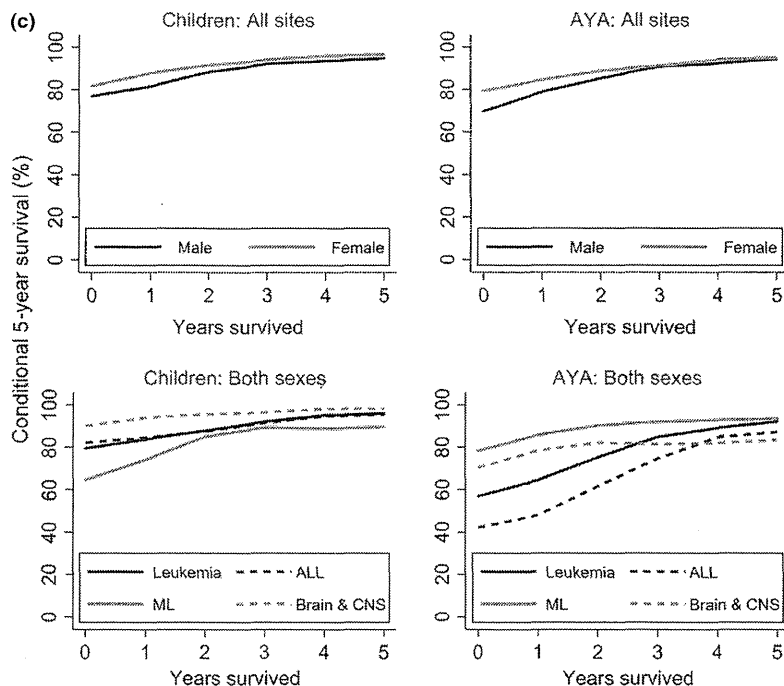 (c)
Children: All sites
AYA: All sites
Conditional 5-year survival (%)
100
80
60
40
20
0
Male
Female
0 1 2 3 4 5
Years survived
100
80
60
40
20
0
Male
Female
0 1 2 3 4 5
Years survived
Children: Both sexes
AYA: Both sexes
100
80
60
40
20
0
Leukemia
ALL
ML
Brain & CNS
0 1 2 3 4 5
Years survived
100
80
60
40
20
0
Leukemia
ALL
ML
Brain & CNS
0 1 2 3 4 5
Years survived